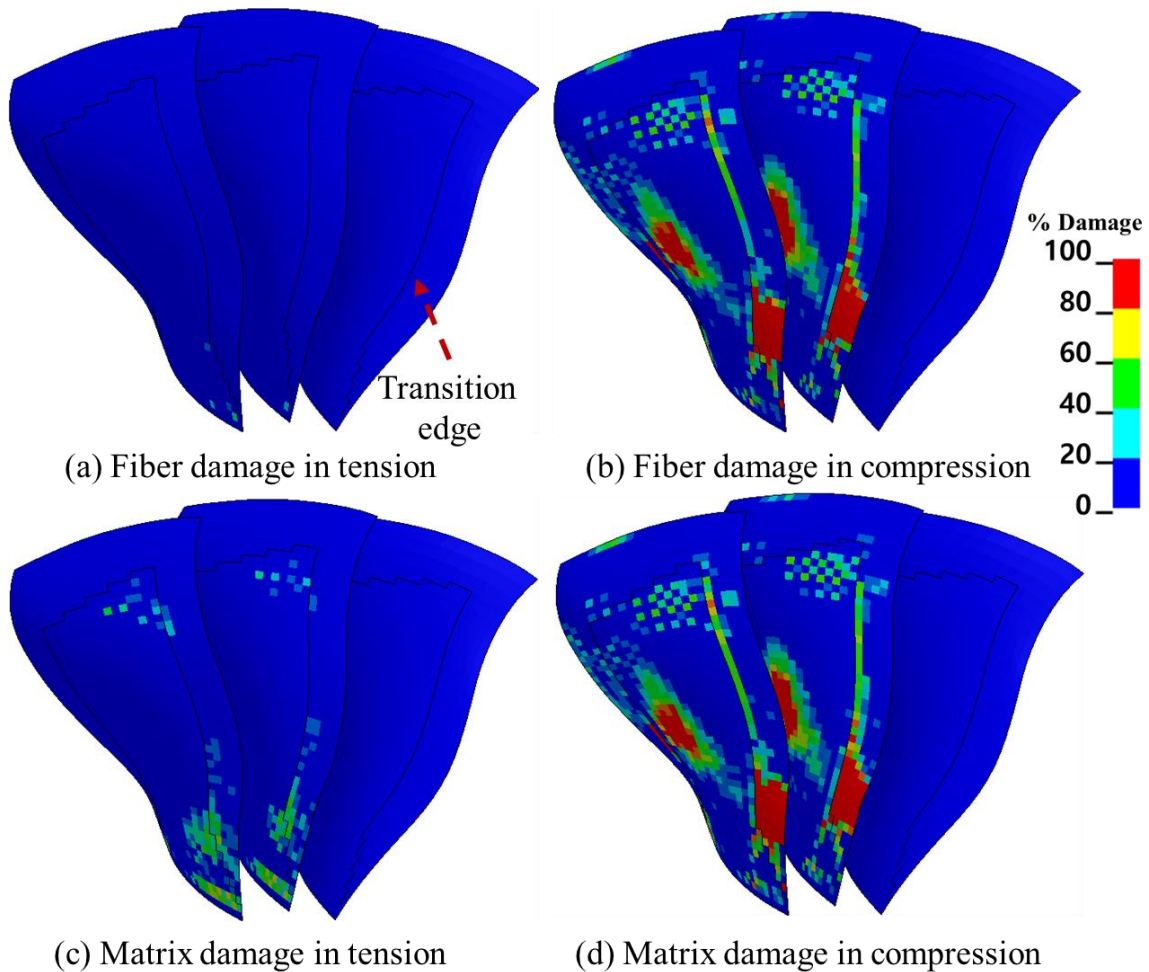 % Damage
100
80
60
40
20
0
Transition
edge
(a) Fiber damage in tension
(b) Fiber damage in compression
(c) Matrix damage in tension
(d) Matrix damage in compression